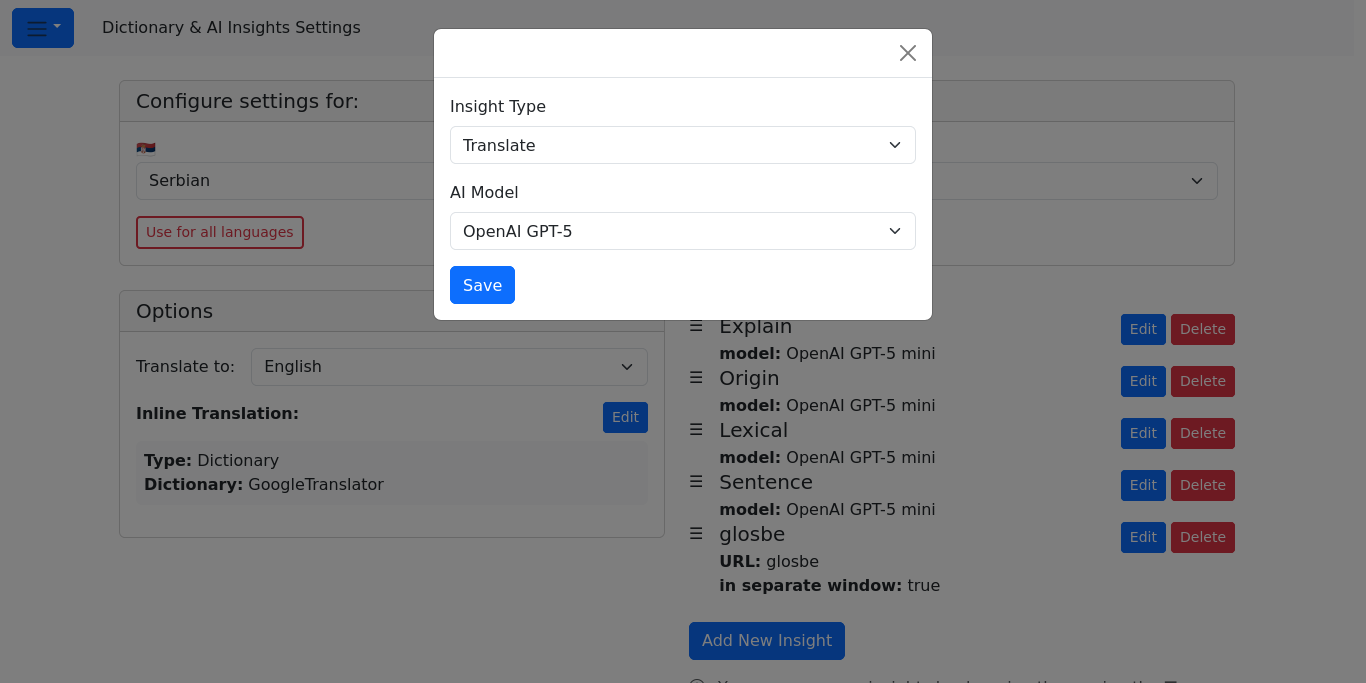 Dictionary & AI Insights Settings
Insight Type
Translate
AI Model
OpenAI GPT-5
Save
Configure settings for:
Serbian
Use for all languages
Options
Translate to:
English
Inline Translation:
Edit
Type: Dictionary
Dictionary: GoogleTranslator
Explain
Edit
Delete
model: OpenAI GPT-5 mini
Origin
Edit
Delete
model: OpenAI GPT-5 mini
Lexical
Edit
Delete
model: OpenAI GPT-5 mini
Sentence
Edit
Delete
model: OpenAI GPT-5 mini
glosbe
Edit
Delete
URL: glosbe
in separate window: true
Add New Insight